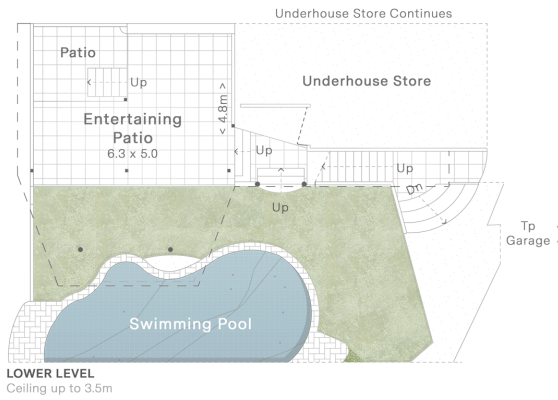 Underhouse Store Continues
Patio
Up
Underhouse Store
Entertaining
Patio
6.3 x 5.0
< 4.8m >
Up
Up
Dn
Up
Tp
Garage
Swimming Pool
LOWER LEVEL
Ceiling up to 3.5m